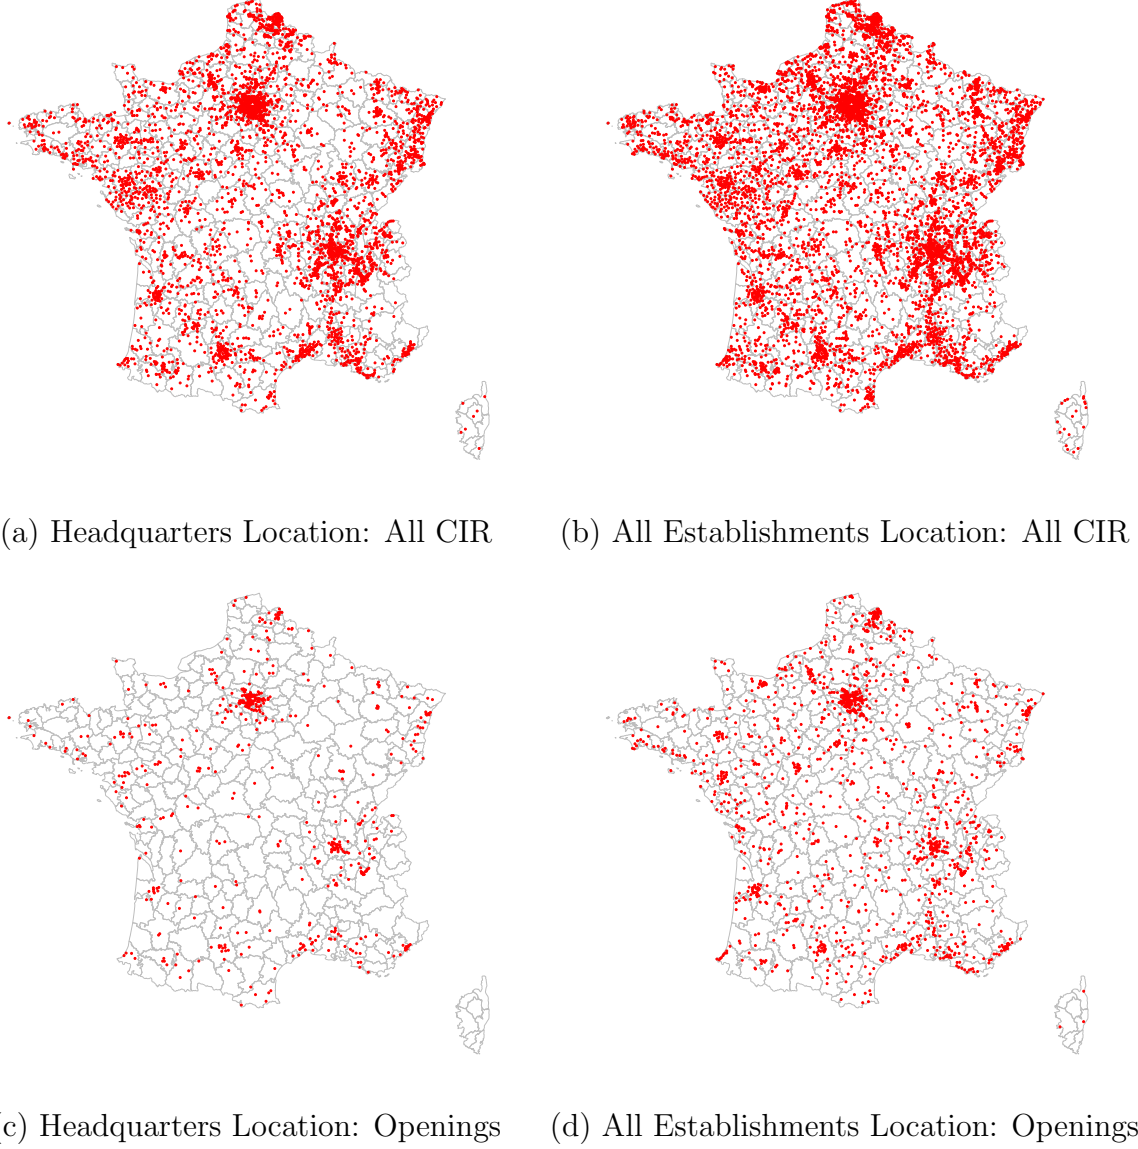 (a) Headquarters Location: All CIR
(b) All Establishments Location: All CIR
(c) Headquarters Location: Openings
(d) All Establishments Location: Openings